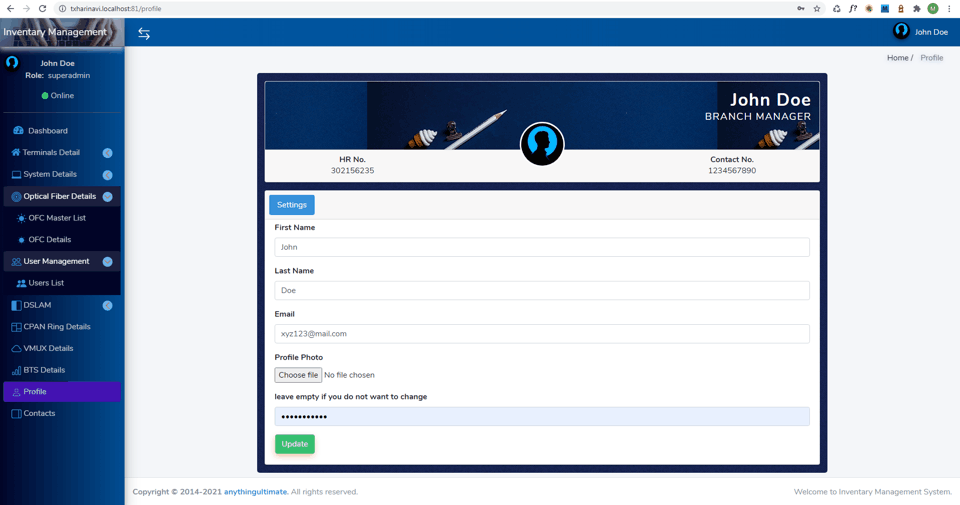 txharinavi.localhost:81/profile
M
Inventary Management
John Doe
John Doe
Role: superadmin
Online
Home / Profile
Dashboard
Terminals Detail
System Details
Optical Fiber Details
OFC Master List
OFC Details
User Management
Users List
DSLAM
CPAN Ring Details
VMUX Details
BTS Details
Profile
Contacts
John Doe
BRANCH MANAGER
HR No.
302156235
Contact No.
1234567890
Settings
First Name
John
Last Name
Doe
Email
xyz123@mail.com
Profile Photo
Choose file No file chosen
leave empty if you do not want to change
•••••••••••
Update
Copyright © 2014-2021 anythingultimate. All rights reserved.
Welcome to Inventary Management System.